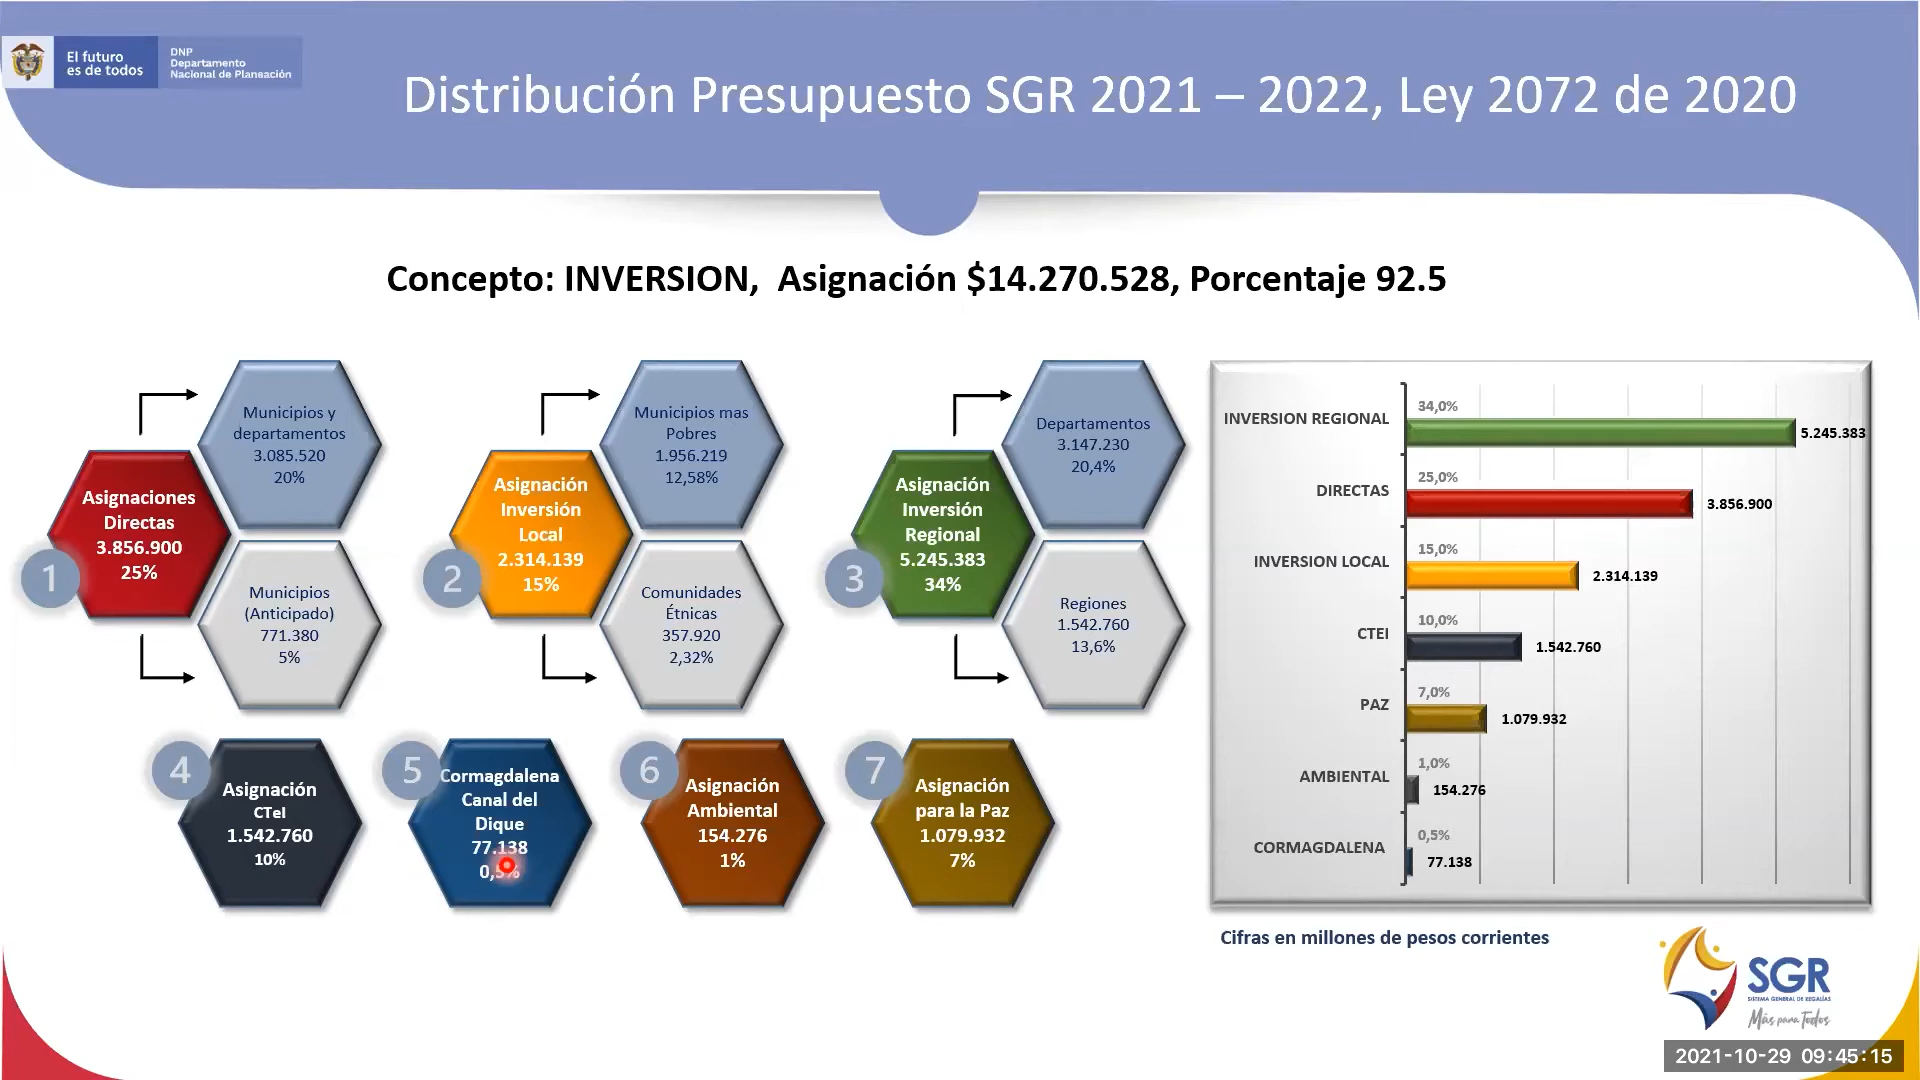 El futuro
es de todos
DNP
Departamento
Nacional de Planeación
Distribución Presupuesto SGR 2021 – 2022, Ley 2072 de 2020
Concepto: INVERSION, Asignación $14.270.528, Porcentaje 92.5
Asignaciones
Directas
3.856.900
25%
1
Municipios y
departamentos
3.085.520
20%
Municipios
(Anticipado)
771.380
5%
Asignación
Inversión
Local
2.314.139
15%
2
Municipios mas
Pobres
1.956.219
12,58%
Comunidades
Étnicas
357.920
2,32%
Asignación
Inversión
Regional
5.245.383
34%
3
Departamentos
3.147.230
20,4%
Regiones
1.542.760
13,6%
4
Asignación
CTeI
1.542.760
10%
5
Cormagdalena
Canal del
Dique
77.138
0,5%
6
Asignación
Ambiental
154.276
1%
7
Asignación
para la Paz
1.079.932
7%
INVERSION REGIONAL
34,0%
5.245.383
DIRECTAS
25,0%
3.856.900
INVERSION LOCAL
15,0%
2.314.139
CTEI
10,0%
1.542.760
PAZ
7,0%
1.079.932
AMBIENTAL
1,0%
154.276
CORMAGDALENA
0,5%
77.138
Cifras en millones de pesos corrientes
SGR
SISTEMA GENERAL DE REGALÍAS
Más para Todos
2021-10-29 09:45:15